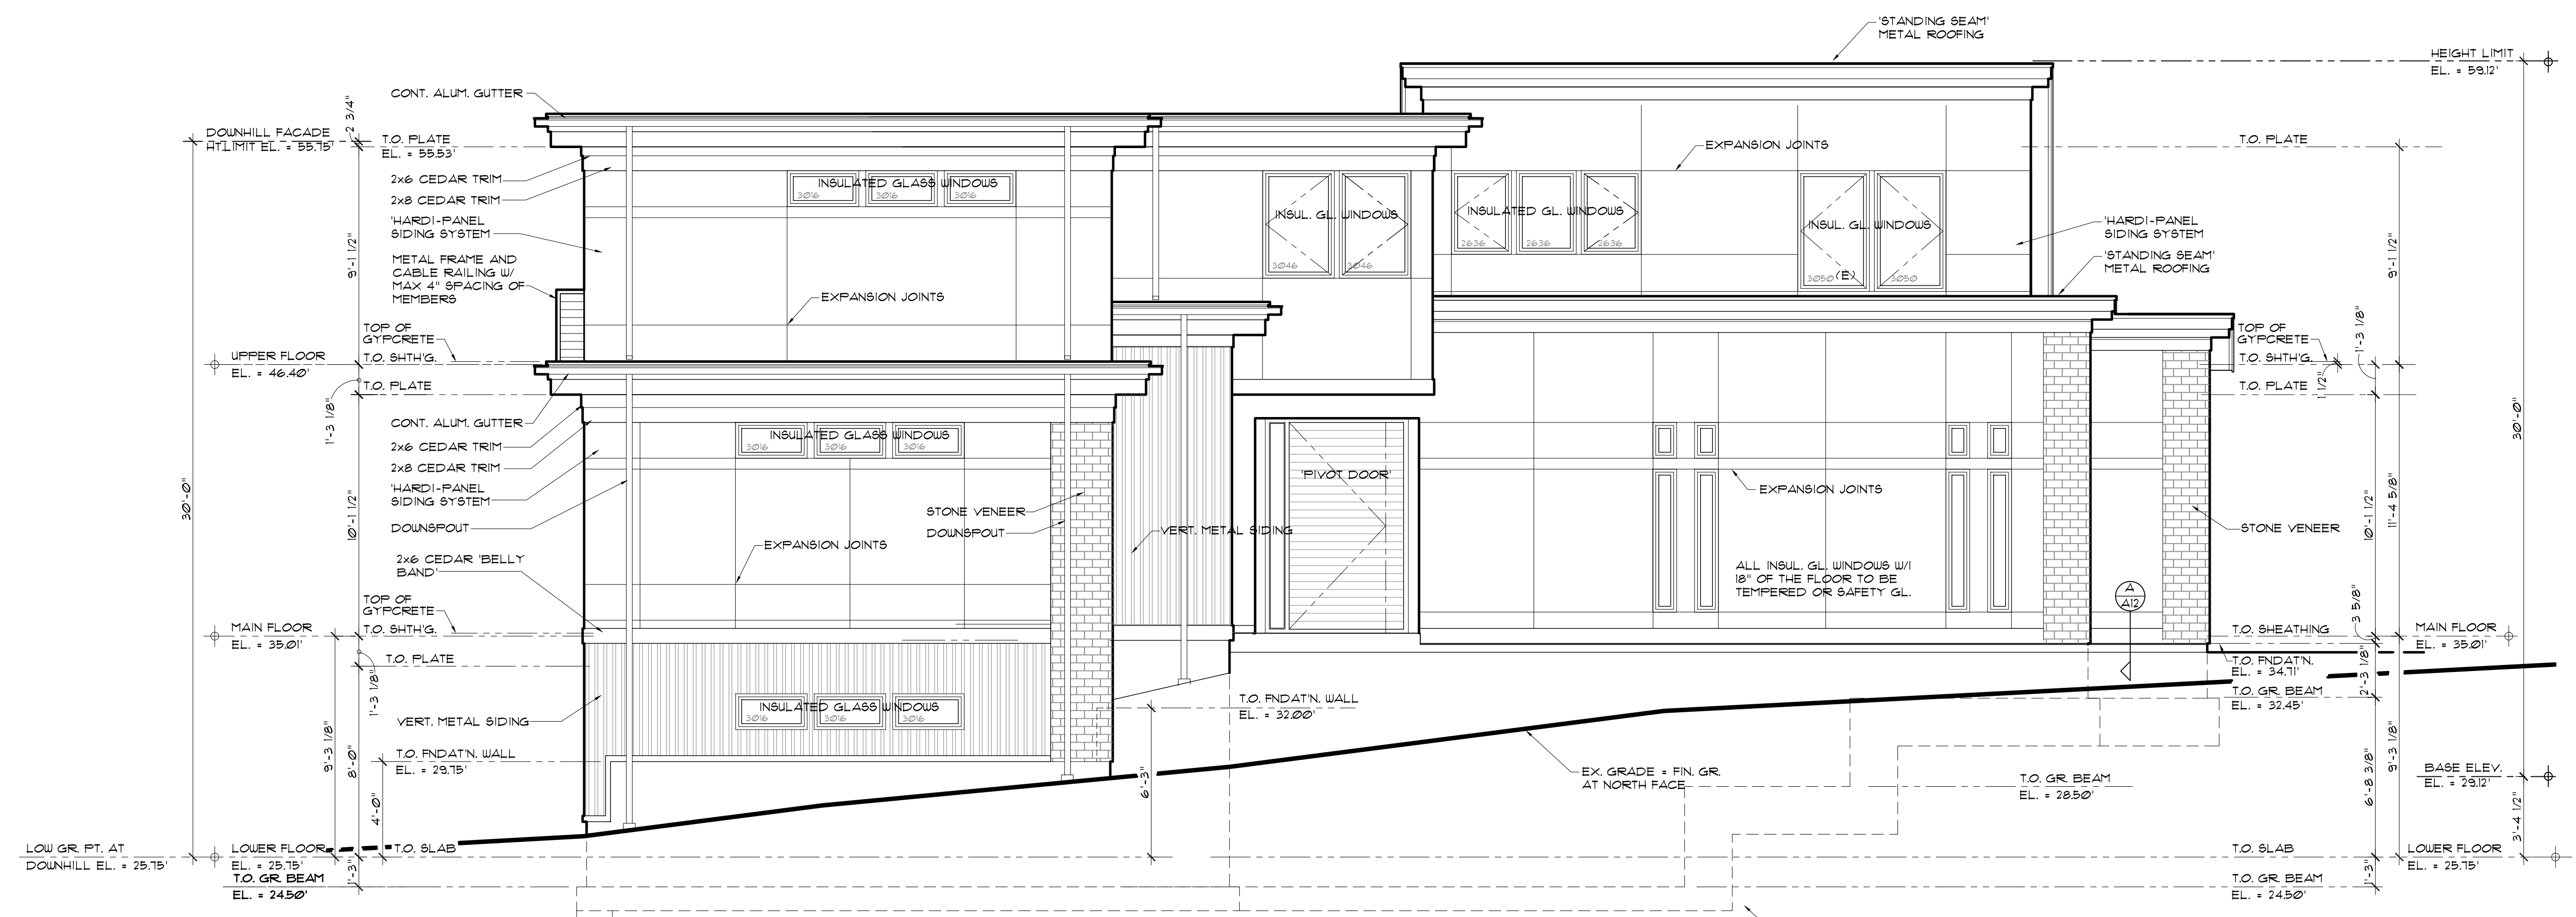 'STANDING SEAM'
METAL ROOFING
HEIGHT LIMIT
EL. = 59.12'
CONT. ALUM. GUTTER
2 3/4"
DOWNHILL FACADE
HT.LIMIT EL. = 55.75'
T.O. PLATE
EL. = 55.53'
2x6 CEDAR TRIM
2x8 CEDAR TRIM
'HARDI-PANEL
SIDING SYSTEM
METAL FRAME AND
CABLE RAILING W/
MAX 4" SPACING OF
MEMBERS
9'-1 1/2"
TOP OF
GYPCRETE
T.O. SHTH'G.
UPPER FLOOR
EL. = 46.40'
T.O. PLATE
1'-3 1/8"
CONT. ALUM. GUTTER
2x6 CEDAR TRIM
2x8 CEDAR TRIM
'HARDI-PANEL
SIDING SYSTEM
DOWNSPOUT
30'-0"
10'-1 1/2"
2x6 CEDAR 'BELLY
BAND'
TOP OF
GYPCRETE
T.O. SHTH'G.
MAIN FLOOR
EL. = 35.01'
T.O. PLATE
1'-3 1/8"
VERT. METAL SIDING
9'-3 1/8"
8'-0"
T.O. FNDAT'N. WALL
EL. = 29.75'
4'-0"
LOW GR. PT. AT
DOWNHILL EL. = 25.75'
LOWER FLOOR
EL. = 25.75'
T.O. SLAB
T.O. GR. BEAM
EL. = 24.50'
1'-3"
INSULATED GLASS WINDOWS
3016
3016
3016
EXPANSION JOINTS
INSULATED GLASS WINDOWS
3016
3016
3016
STONE VENEER
DOWNSPOUT
EXPANSION JOINTS
VERT. METAL SIDING
INSULATED GLASS WINDOWS
3016
3016
3016
INSUL. GL. WINDOWS
3046
3046
EXPANSION JOINTS
INSULATED GL. WINDOWS
2636
2636
2636
INSUL. GL. WINDOWS
3050
(E)
3050
'PIVOT DOOR'
EXPANSION JOINTS
ALL INSUL. GL. WINDOWS W/I
18" OF THE FLOOR TO BE
TEMPERED OR SAFETY GL.
A
A12
T.O. FNDAT'N. WALL
EL. = 32.00'
6'-3"
EX. GRADE = FIN. GR.
AT NORTH FACE
T.O. GR. BEAM
EL. = 28.50'
T.O. PLATE
'HARDI-PANEL
SIDING SYSTEM
'STANDING SEAM'
METAL ROOFING
9'-1 1/2"
TOP OF
GYPCRETE
T.O. SHTH'G.
T.O. PLATE
1 1/2"
1'-3 1/8"
30'-0"
10'-1 1/2"
11'-4 5/8"
STONE VENEER
3 5/8"
T.O. SHEATHING
MAIN FLOOR
EL. = 35.01'
T.O. FNDAT'N.
EL. = 34.71'
2'-3 1/8"
T.O. GR. BEAM
EL. = 32.45'
6'-8 3/8"
9'-3 1/8"
BASE ELEV.
EL. = 29.12'
3'-4 1/2"
T.O. SLAB
LOWER FLOOR
EL. = 25.75'
T.O. GR. BEAM
EL. = 24.50'
1'-3"